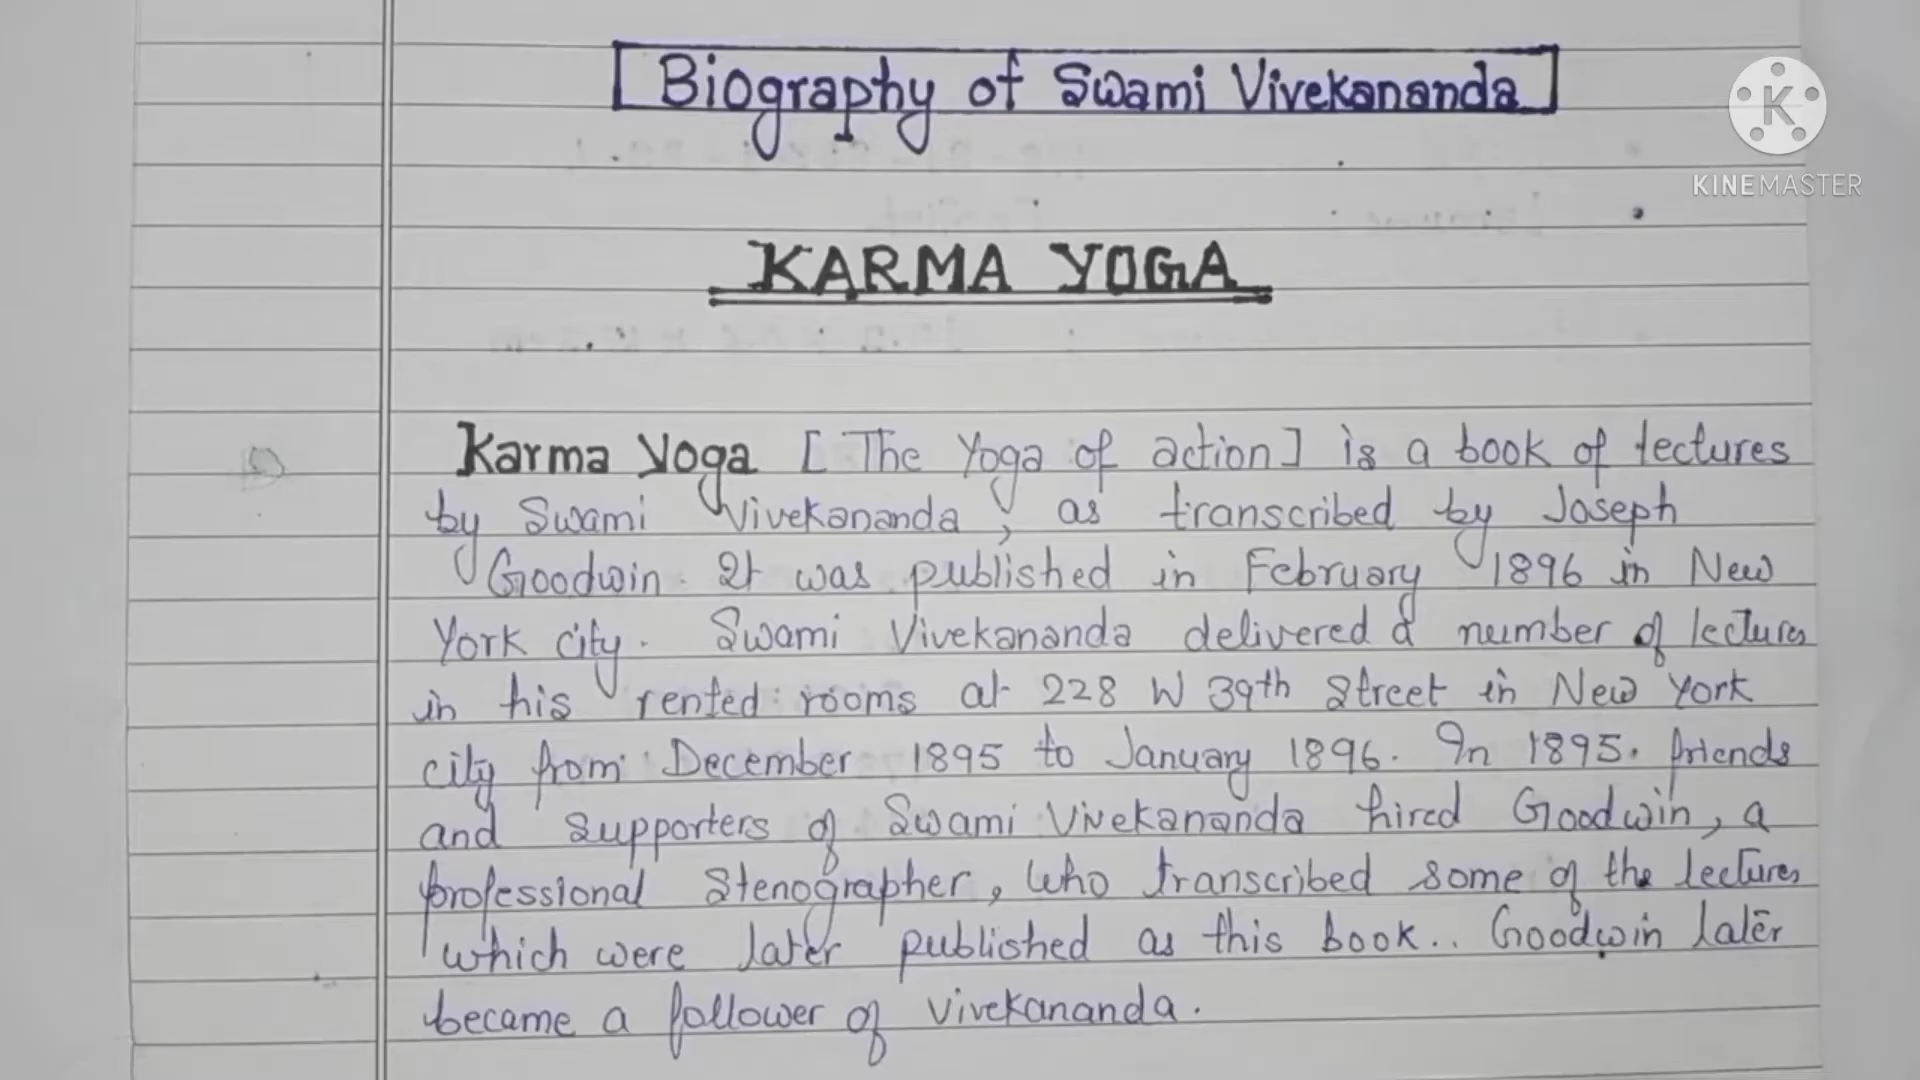 [Biography of Swami Vivekananda]
K
KINEMASTER
KARMA YOGA
Karma Yoga [The Yoga of action] is a book of lectures
by Swami Vivekananda, as transcribed by Joseph
Goodwin. It was published in February 1896 in New
York city. Swami Vivekananda delivered a number of lectures
in his rented rooms at 228 W 39th Street in New York
city from December 1895 to January 1896. In 1895. friends
and supporters of Swami Vivekananda hired Goodwin, a
professional Stenographer, who transcribed some of the lectures
which were later published as this book.. Goodwin later
became a follower of Vivekananda.